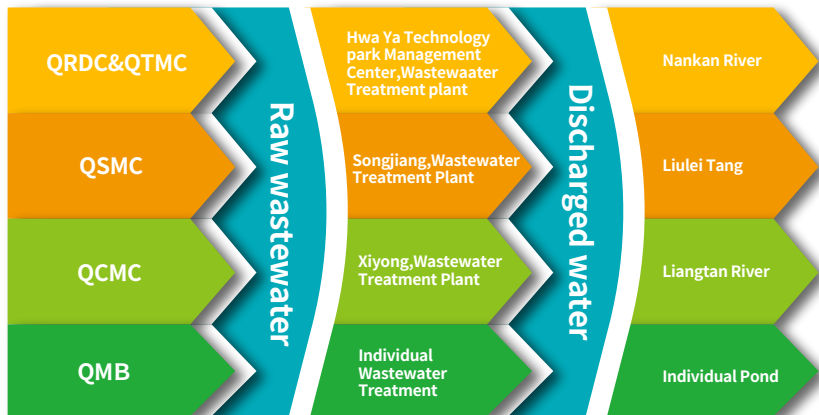 QRDC&QTMC
Hwa Ya Technology
park Management
Center,Wastewaater
Treatment plant
Nankan River
QSMC
Songjiang,Wastewater
Treatment Plant
Liulei Tang
QCMC
Xiyong,Wastewater
Treatment Plant
Liangtan River
QMB
Individual
Wastewater
Treatment
Individual Pond
Raw wastewater
Discharged water